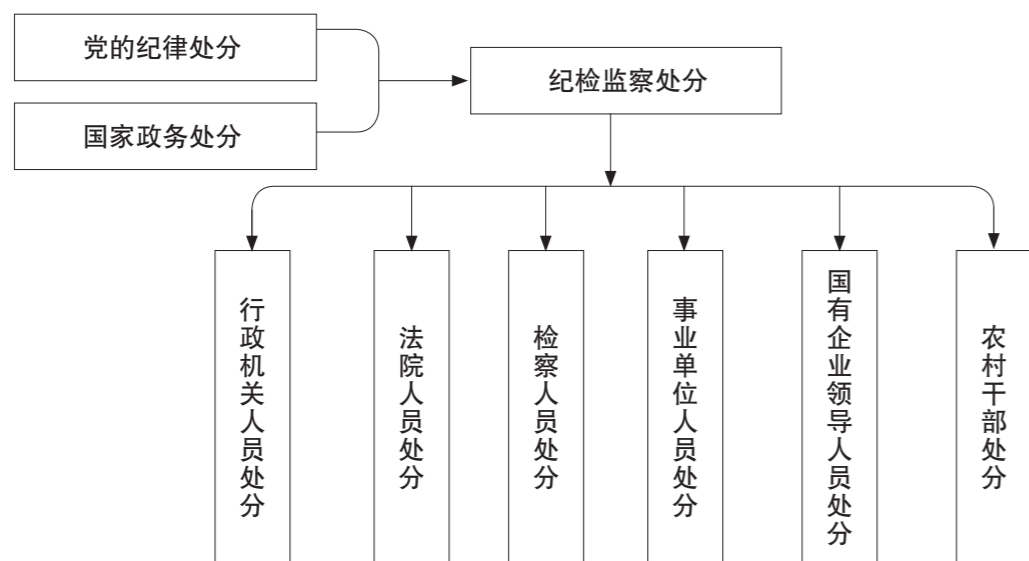 党的纪律处分
国家政务处分
纪检监察处分
行政机关人员处分
法院人员处分
检察人员处分
事业单位人员处分
国有企业领导人员处分
农村干部处分